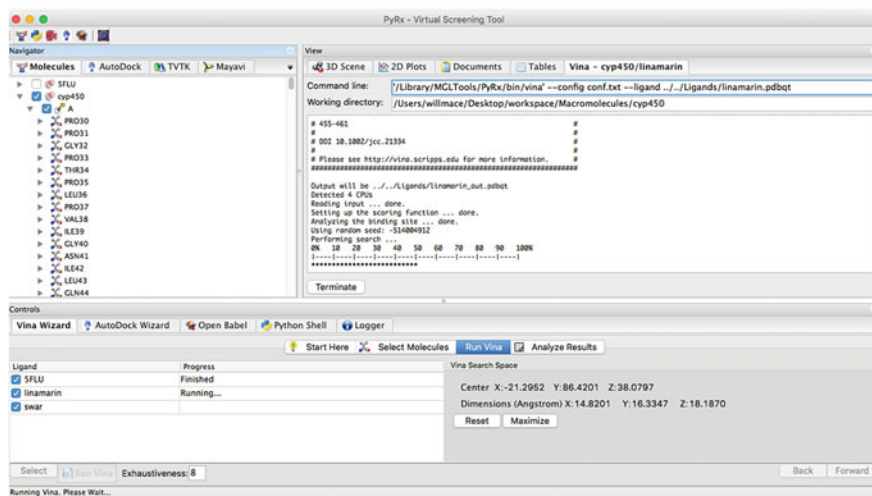 PyRx - Virtual Screening Tool
Navigator
Molecules AutoDock TVTK Mayavi
5FLU
cyp450
A
PRO30
PRO31
GLY32
PRO33
THR34
PRO35
LEU36
PRO37
VAL38
ILE39
GLY40
ASN41
ILE42
LEU43
GLN44
View
3D Scene 2D Plots Documents Tables Vina - cyp450/linamarin
Command line: '/Library/MGLTools/PyRx/bin/vina' --config conf.txt --ligand ../../Ligands/linamarin.pdbqt
Working directory: /Users/willmace/Desktop/workspace/Macromolecules/cyp450
# 455-461 #
# #
# DOI 10.1002/jcc.21334 #
# #
# Please see http://vina.scripps.edu for more information. #
#################################################################
Output will be ../../Ligands/linamarin_out.pdbqt
Detected 4 CPUs
Reading input ... done.
Setting up the scoring function ... done.
Analyzing the binding site ... done.
Using random seed: -514004912
Performing search ...
0% 10 20 30 40 50 60 70 80 90 100%
|----|----|----|----|----|----|----|----|----|----|
**************************
Terminate
Controls
Vina Wizard AutoDock Wizard Open Babel Python Shell Logger
Start Here Select Molecules Run Vina Analyze Results
Ligand Progress
5FLU Finished
linamarin Running...
swar
Vina Search Space
Center X:-21.2952 Y:86.4201 Z:38.0797
Dimensions (Angstrom) X:14.8201 Y:16.3347 Z:18.1870
Reset Maximize
Select Run Vina Exhaustiveness: 8 Back Forward
Running Vina. Please Wait...